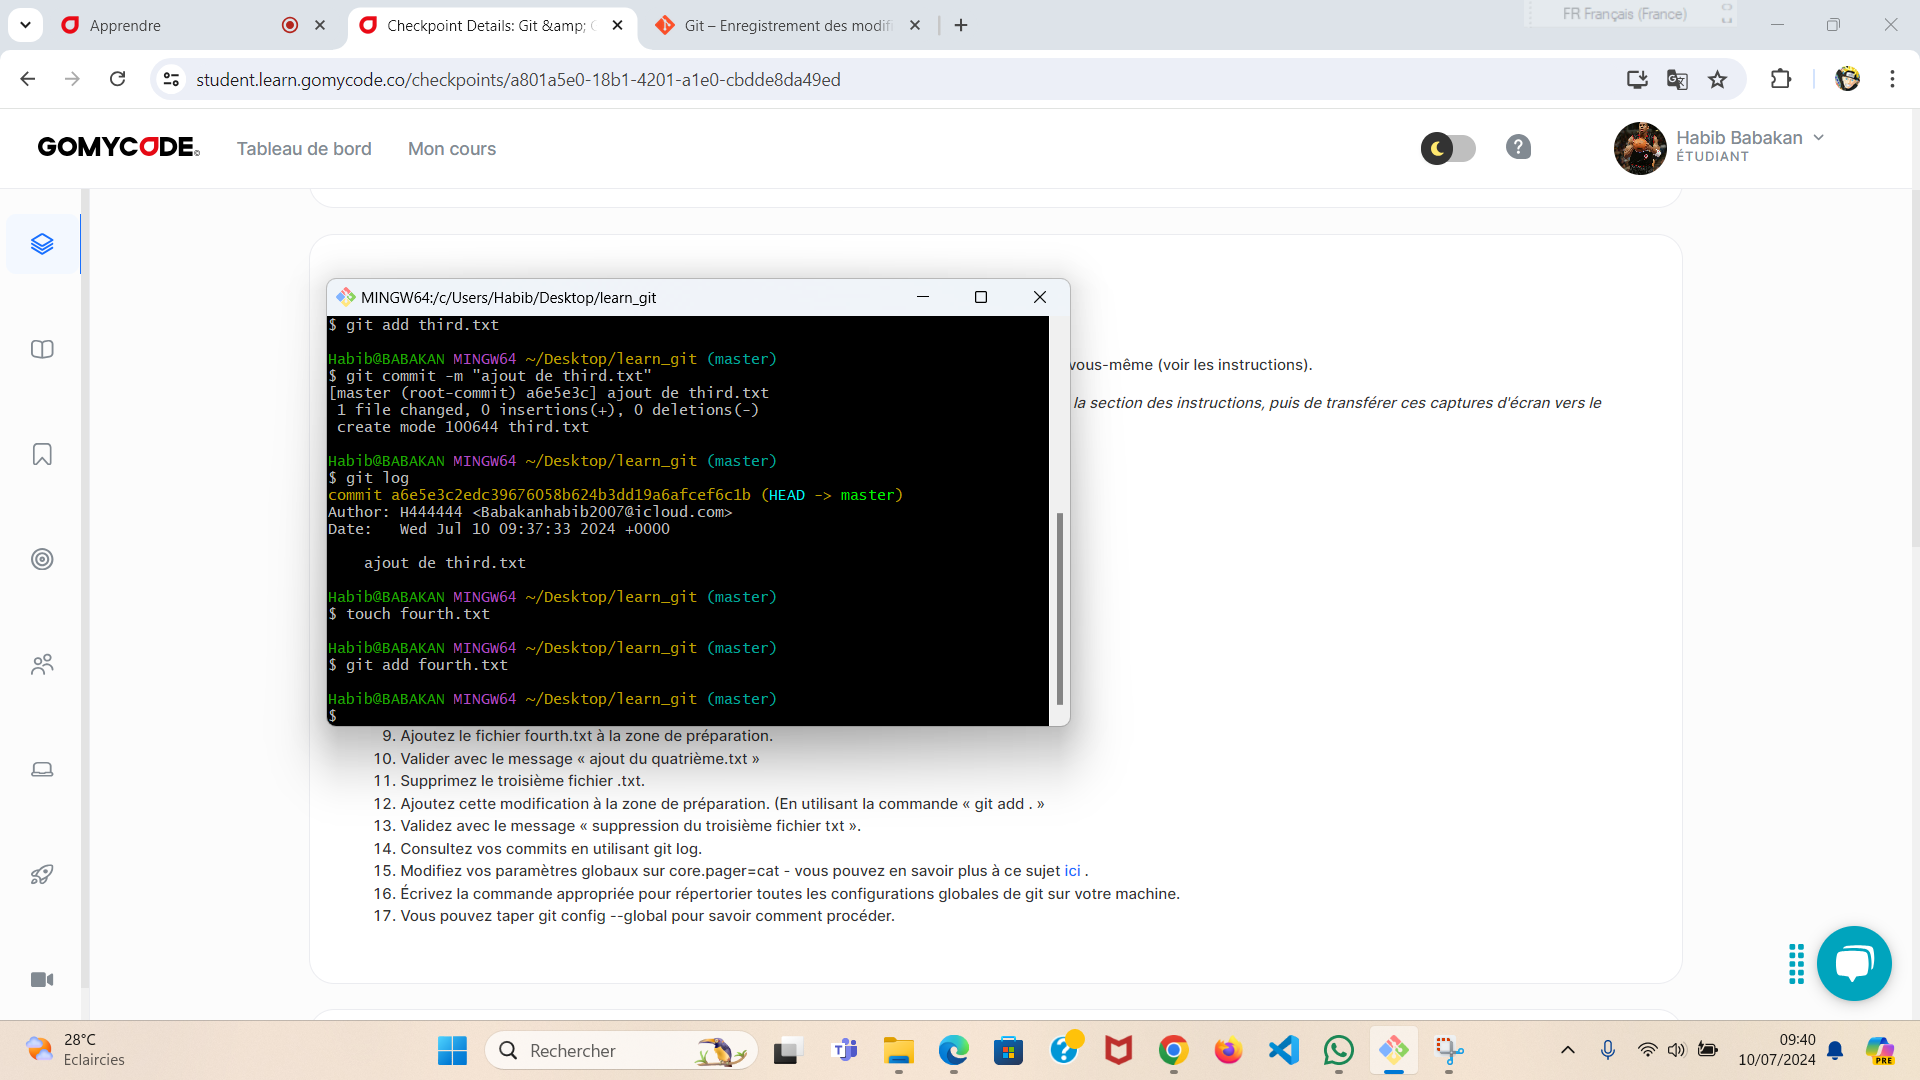 Apprendre
Checkpoint Details: Git &amp; G
Git – Enregistrement des modifi
FR Français (France)
student.learn.gomycode.co/checkpoints/a801a5e0-18b1-4201-a1e0-cbdde8da49ed
GOMYCODE
Tableau de bord
Mon cours
Habib Babakan
ÉTUDIANT
MINGW64:/c/Users/Habib/Desktop/learn_git
$ git add third.txt
Habib@BABAKAN MINGW64 ~/Desktop/learn_git (master)
$ git commit -m "ajout de third.txt"
[master (root-commit) a6e5e3c] ajout de third.txt
1 file changed, 0 insertions(+), 0 deletions(-)
create mode 100644 third.txt
Habib@BABAKAN MINGW64 ~/Desktop/learn_git (master)
$ git log
commit a6e5e3c2edc39676058b624b3dd19a6afcef6c1b (HEAD -> master)
Author: H444444 <Babakanhabib2007@icloud.com>
Date:   Wed Jul 10 09:37:33 2024 +0000
ajout de third.txt
Habib@BABAKAN MINGW64 ~/Desktop/learn_git (master)
$ touch fourth.txt
Habib@BABAKAN MINGW64 ~/Desktop/learn_git (master)
$ git add fourth.txt
Habib@BABAKAN MINGW64 ~/Desktop/learn_git (master)
$
vous-même (voir les instructions).
la section des instructions, puis de transférer ces captures d'écran vers le
9. Ajoutez le fichier fourth.txt à la zone de préparation.
10. Valider avec le message « ajout du quatrième.txt »
11. Supprimez le troisième fichier .txt.
12. Ajoutez cette modification à la zone de préparation. (En utilisant la commande « git add . »
13. Validez avec le message « suppression du troisième fichier txt ».
14. Consultez vos commits en utilisant git log.
15. Modifiez vos paramètres globaux sur core.pager=cat - vous pouvez en savoir plus à ce sujet ici .
16. Écrivez la commande appropriée pour répertorier toutes les configurations globales de git sur votre machine.
17. Vous pouvez taper git config --global pour savoir comment procéder.
28°C
Eclaircies
Rechercher
09:40
10/07/2024
PRE